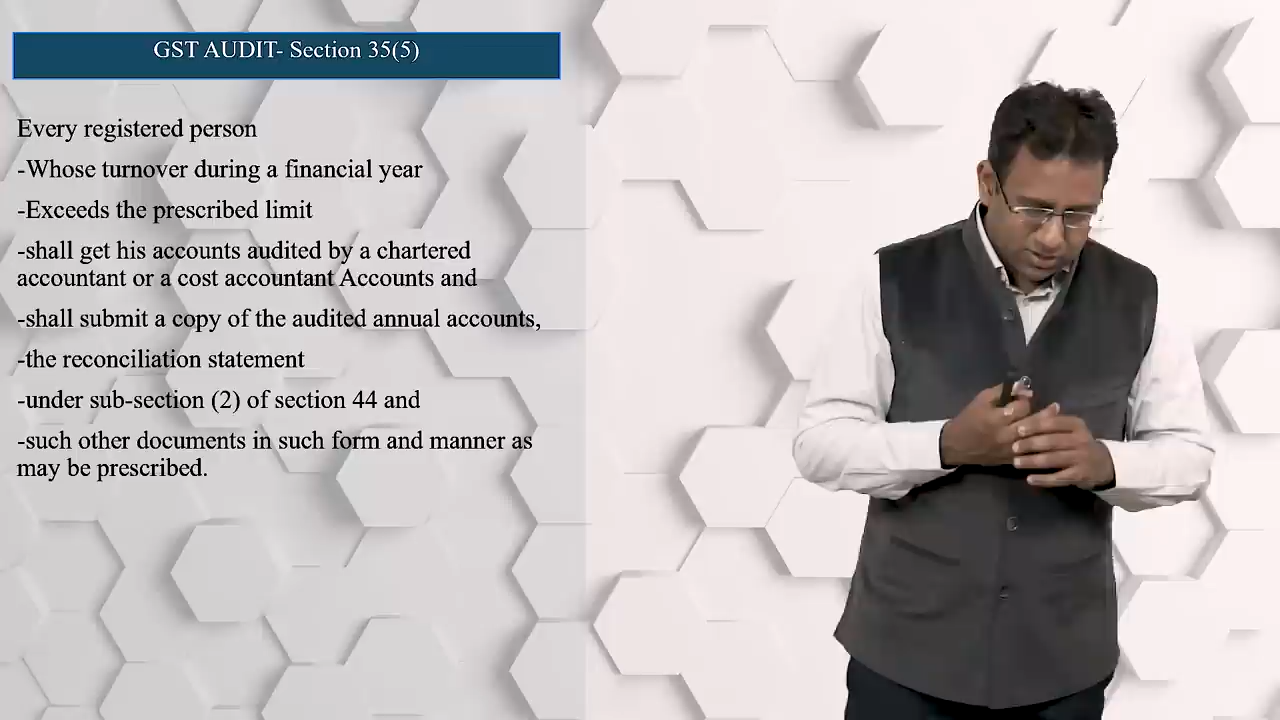 GST AUDIT- Section 35(5)
Every registered person
-Whose turnover during a financial year
-Exceeds the prescribed limit
-shall get his accounts audited by a chartered
accountant or a cost accountant Accounts and
-shall submit a copy of the audited annual accounts,
-the reconciliation statement
-under sub-section (2) of section 44 and
-such other documents in such form and manner as
may be prescribed.